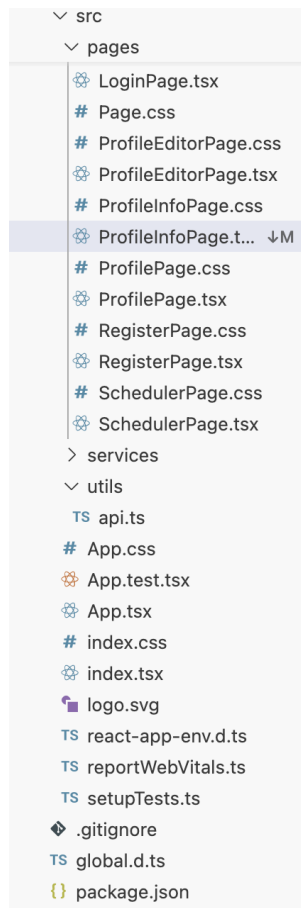 src
pages
LoginPage.tsx
# Page.css
# ProfileEditorPage.css
ProfileEditorPage.tsx
# ProfileInfoPage.css
ProfileInfoPage.t... ↓M
# ProfilePage.css
ProfilePage.tsx
# RegisterPage.css
RegisterPage.tsx
# SchedulerPage.css
SchedulerPage.tsx
services
utils
TS api.ts
# App.css
App.test.tsx
App.tsx
# index.css
index.tsx
logo.svg
TS react-app-env.d.ts
TS reportWebVitals.ts
TS setupTests.ts
.gitignore
TS global.d.ts
{} package.json